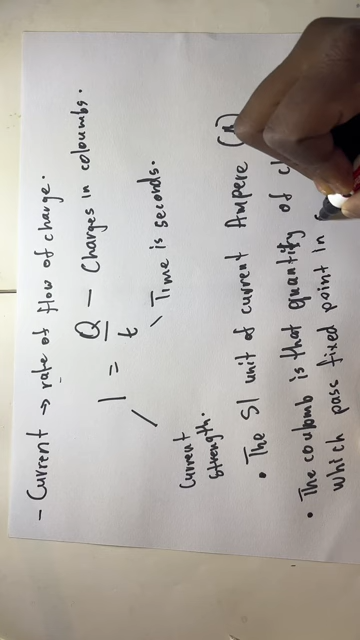 - Current → rate of flow of charge.
I = Q/t - Charges in coloumbs.
Time is seconds.
Current
Strength.
• The SI unit of current Ampere (A)
• The coulomb is that quantity of
which pass fixed point in